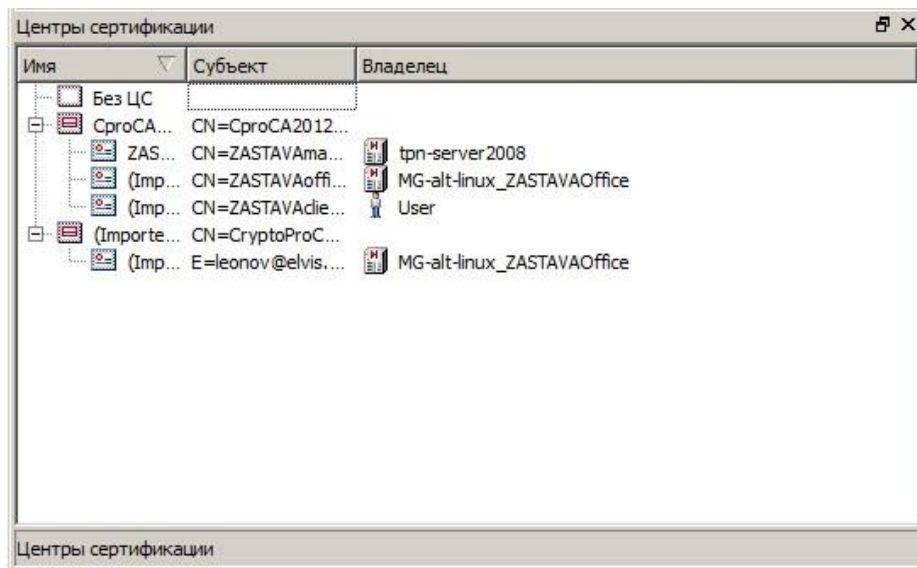 Центры сертификации
Имя Субъект Владелец
Без ЦС
CproCA... CN=CproCA2012...
ZAS... CN=ZASTAVAma... tpn-server2008
(Imp... CN=ZASTAVAoffi... MG-alt-linux_ZASTAVAOffice
(Imp... CN=ZASTAVAclie... User
(Importe... CN=CryptoProC...
(Imp... E=leonov@elvis.... MG-alt-linux_ZASTAVAOffice
Центры сертификации